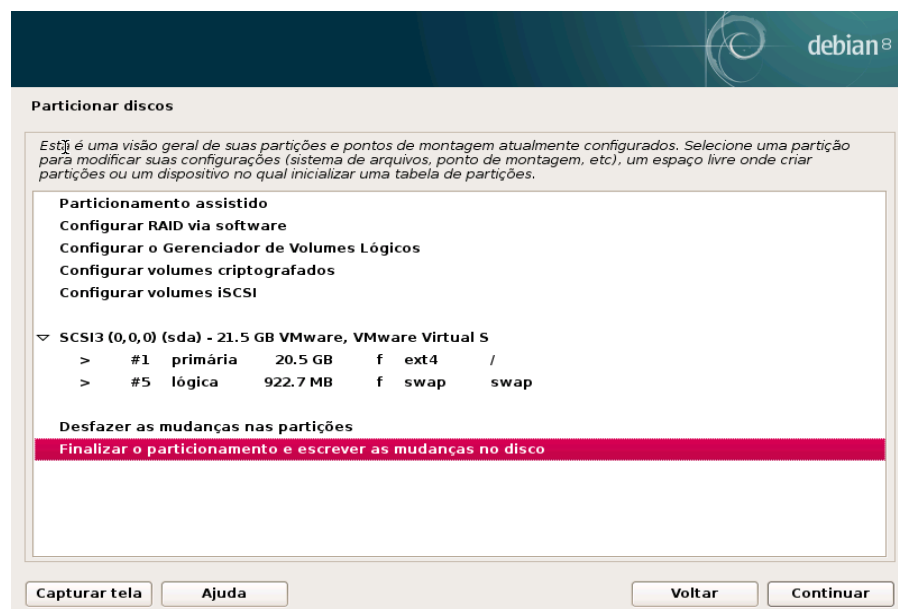 debian 8
Particionar discos
Esta é uma visão geral de suas partições e pontos de montagem atualmente configurados. Selecione uma partição
para modificar suas configurações (sistema de arquivos, ponto de montagem, etc), um espaço livre onde criar
partições ou um dispositivo no qual inicializar uma tabela de partições.
Particionamento assistido
Configurar RAID via software
Configurar o Gerenciador de Volumes Lógicos
Configurar volumes criptografados
Configurar volumes iSCSI
SCSI3 (0,0,0) (sda) - 21.5 GB VMware, VMware Virtual S
> #1 primária 20.5 GB f ext4 /
> #5 lógica 922.7 MB f swap swap
Desfazer as mudanças nas partições
Finalizar o particionamento e escrever as mudanças no disco
Capturar tela Ajuda Voltar Continuar